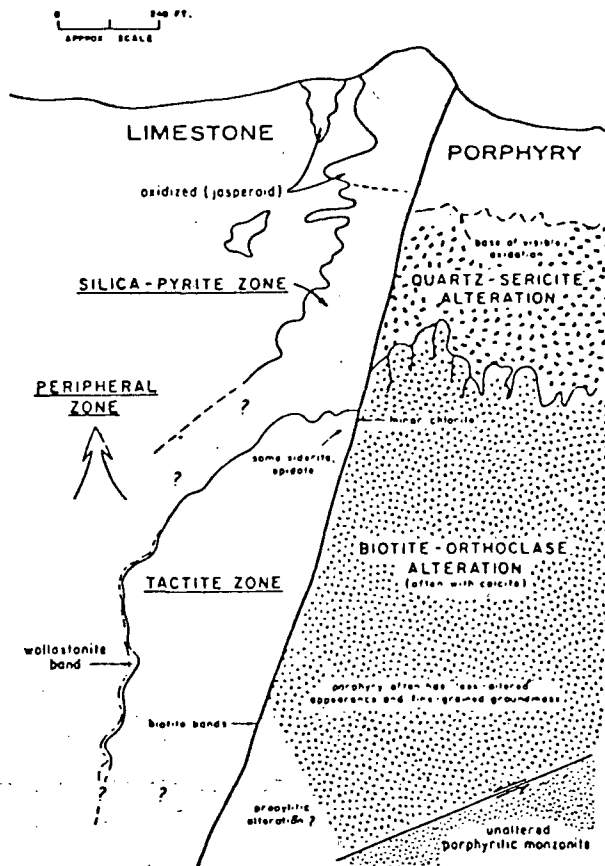 0 240 FT.
APPROX SCALE
LIMESTONE
PORPHYRY
oxidized (jasperoid)
base of visible
oxidation
SILICA-PYRITE ZONE
QUARTZ-SERICITE
ALTERATION
PERIPHERAL
ZONE
?
minor chlorite
some siderite,
epidote
?
BIOTITE-ORTHOCLASE
ALTERATION
(often with calcite)
TACTITE ZONE
wollastonite
band
porphyry often has less altered
appearance and fine-grained groundmass
biotite bands
? ? ?
propylitic
alteration ?
unaltered
porphyritic monzonite